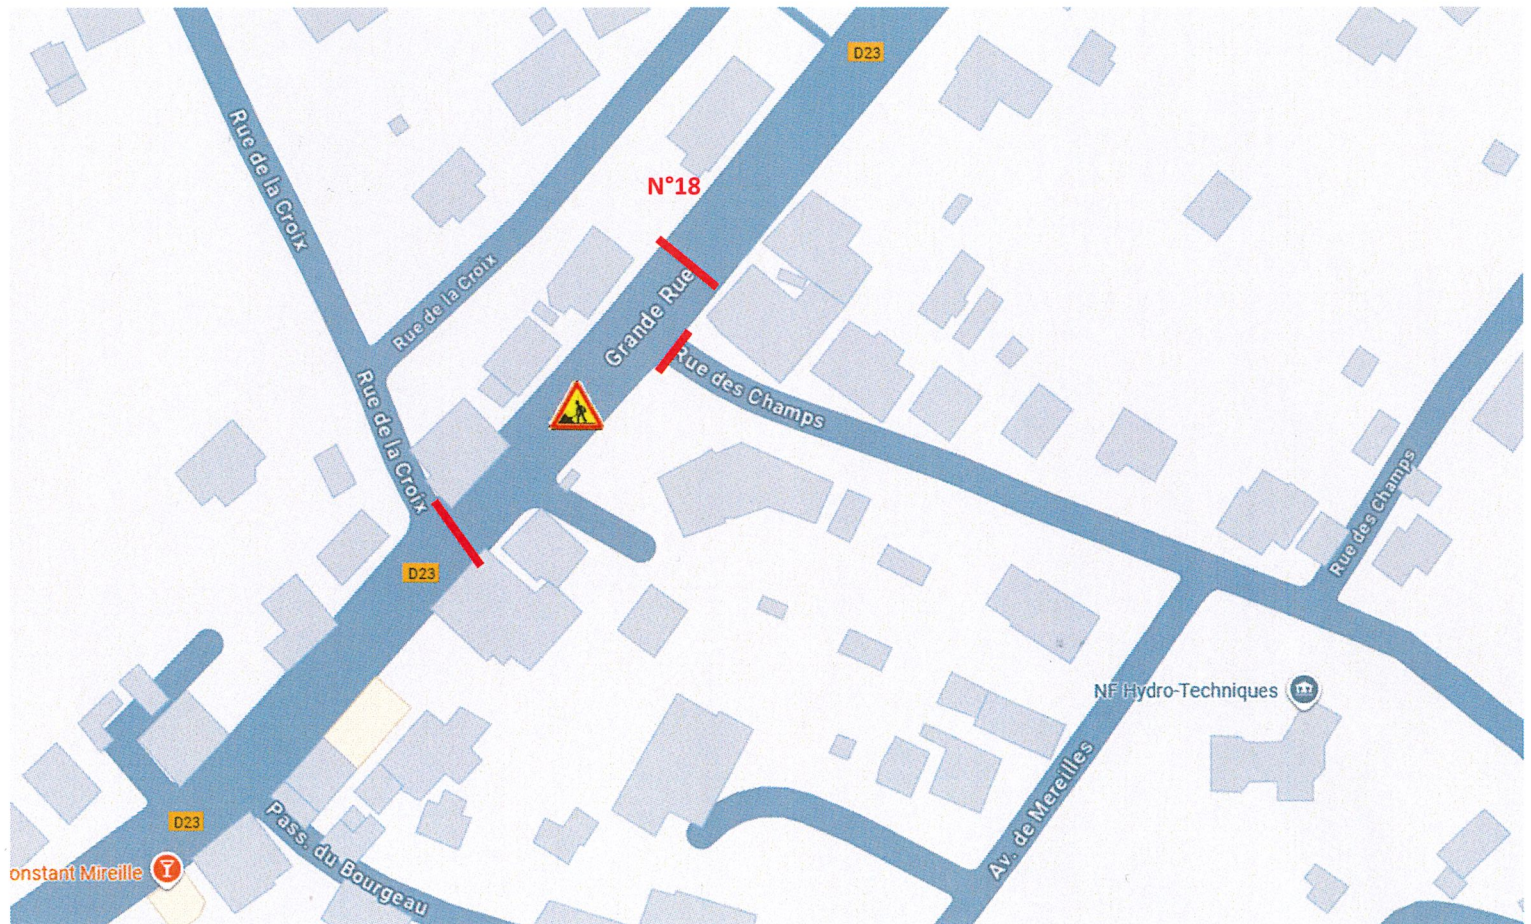 D23
Rue de la Croix
N°18
Rue de la Croix
Grande Rue
Rue des Champs
Rue de la Croix
Rue des Champs
D23
NF Hydro-Techniques
Av. de Mereilles
D23
Pass. du Bourgeau
onstant Mireille